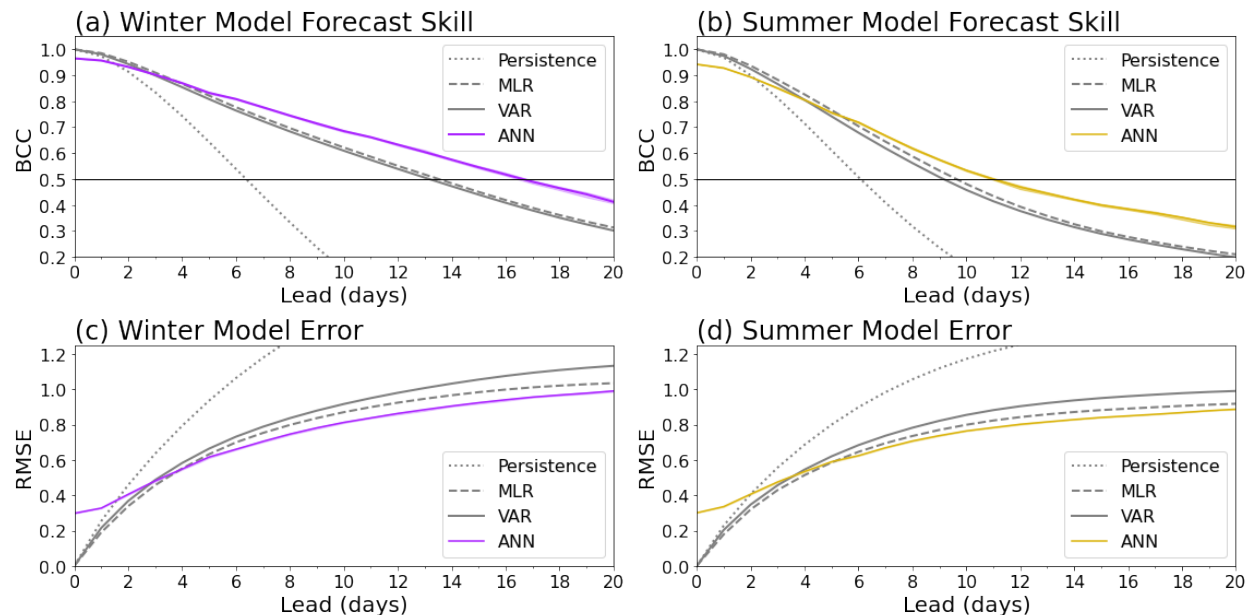 (a) Winter Model Forecast Skill
BCC
1.0
0.9
0.8
0.7
0.6
0.5
0.4
0.3
0.2
Persistence
MLR
VAR
ANN
0 2 4 6 8 10 12 14 16 18 20
Lead (days)
(b) Summer Model Forecast Skill
BCC
1.0
0.9
0.8
0.7
0.6
0.5
0.4
0.3
0.2
Persistence
MLR
VAR
ANN
0 2 4 6 8 10 12 14 16 18 20
Lead (days)
(c) Winter Model Error
RMSE
1.2
1.0
0.8
0.6
0.4
0.2
0.0
Persistence
MLR
VAR
ANN
0 2 4 6 8 10 12 14 16 18 20
Lead (days)
(d) Summer Model Error
RMSE
1.2
1.0
0.8
0.6
0.4
0.2
0.0
Persistence
MLR
VAR
ANN
0 2 4 6 8 10 12 14 16 18 20
Lead (days)